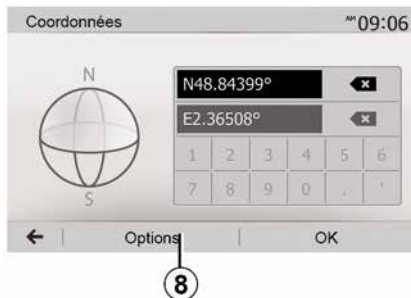 Coordonnées AM 09:06
N
S
N48.84399°
E2.36508°
1 2 3 4 5 6
7 8 9 0 . '
Options OK
8